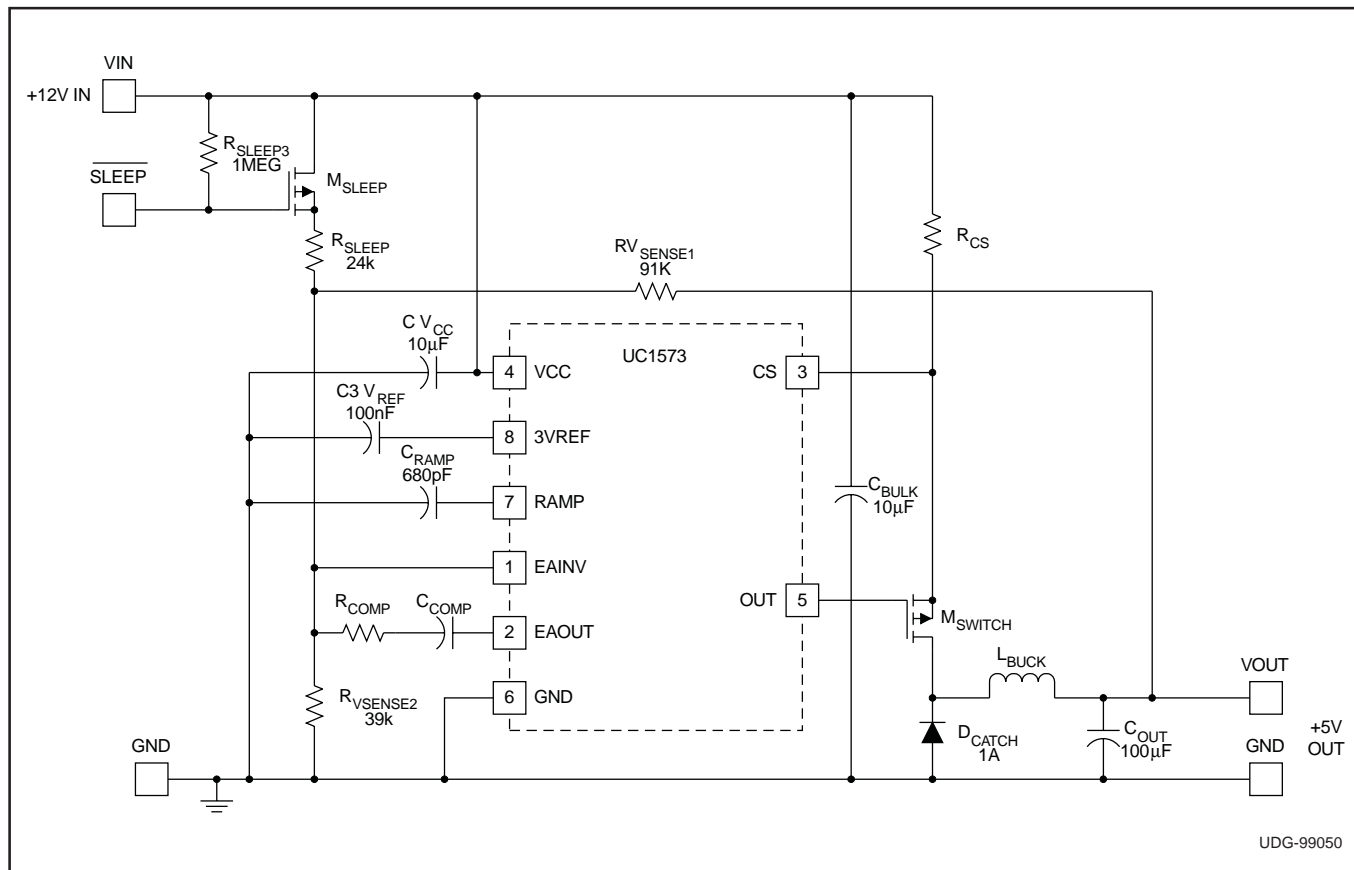 VIN
+12V IN
RSLEEP3
1MEG
SLEEP
MSLEEP
RSLEEP
24k
RVSENSE1
91K
RCS
C VCC
10µF
UC1573
4
VCC
CS
3
C3 VREF
100nF
8
3VREF
CRAMP
680pF
7
RAMP
CBULK
10µF
1
EAINV
OUT
5
RCOMP
CCOMP
2
EAOUT
MSWITCH
LBUCK
VOUT
RVSENSE2
39k
6
GND
DCATCH
1A
COUT
100µF
GND
+5V
OUT
GND
UDG-99050